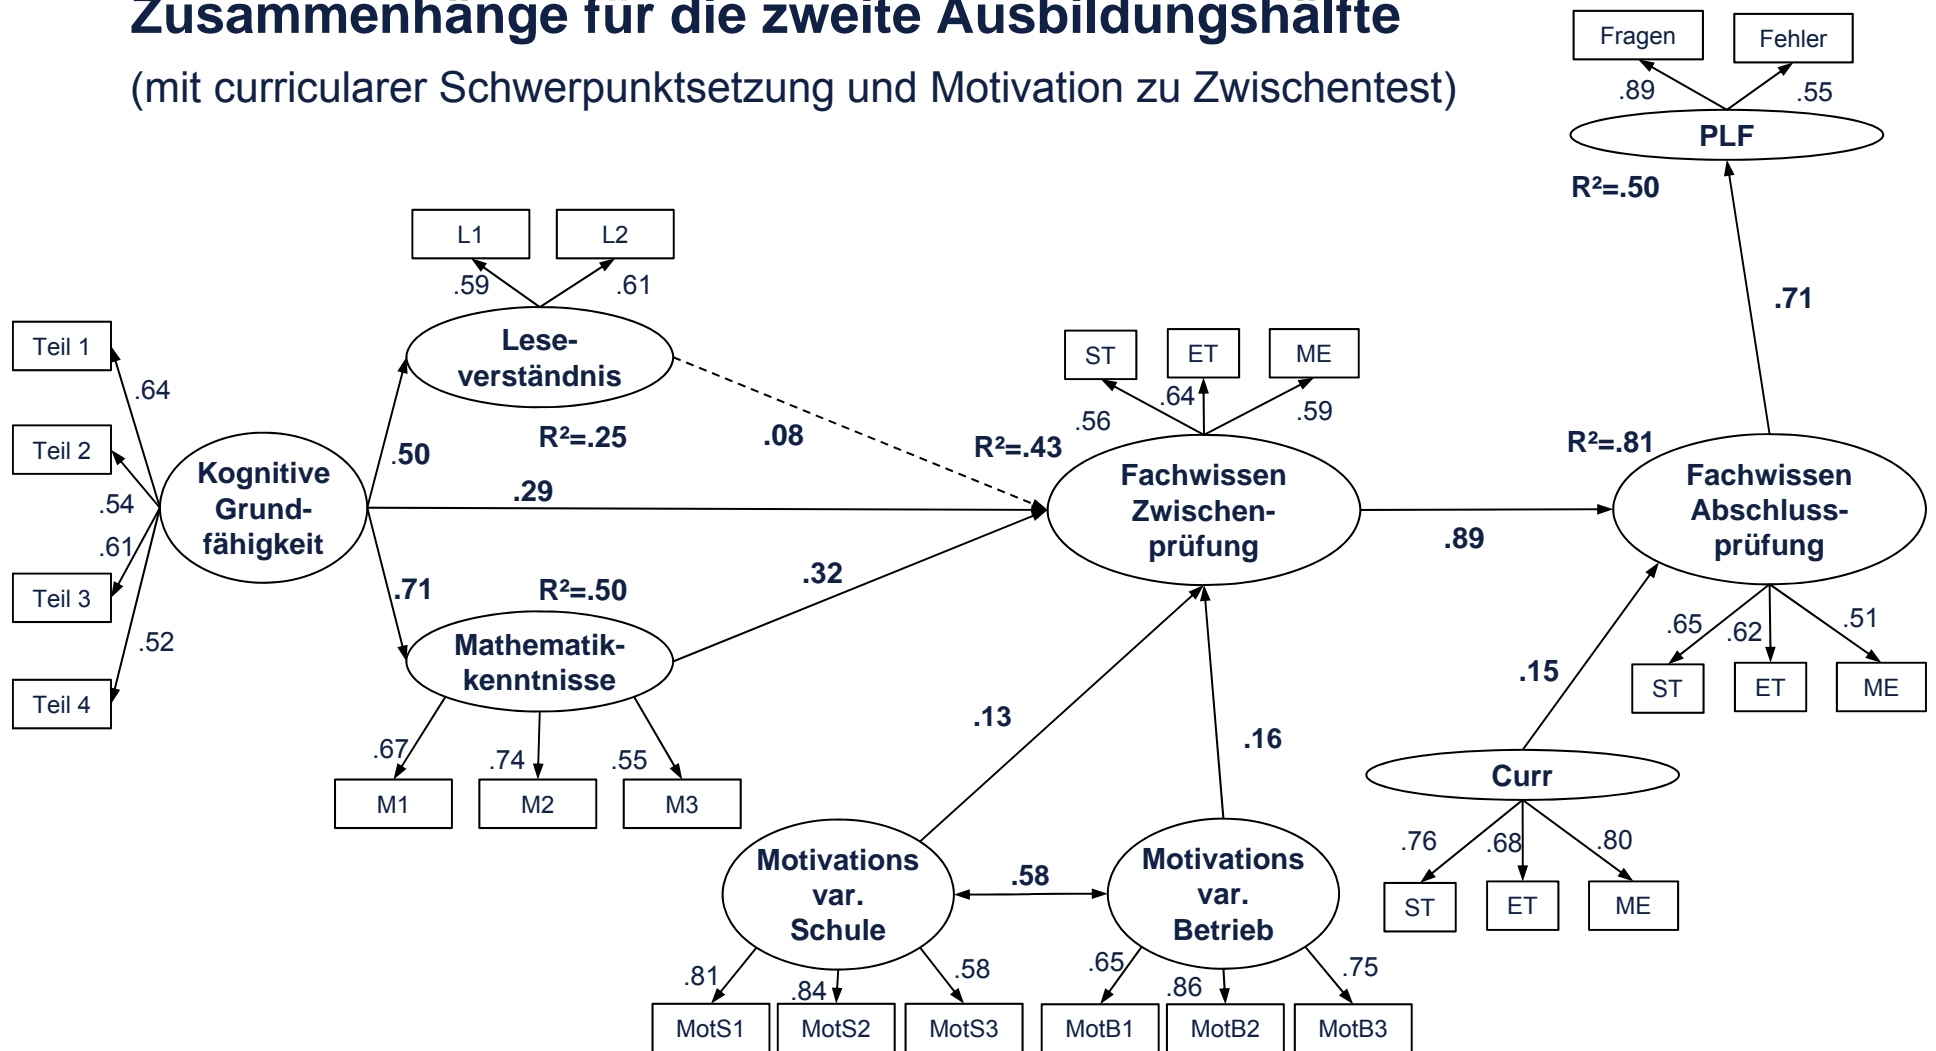 Zusammenhänge für die zweite Ausbildungshälfte
(mit curricularer Schwerpunktsetzung und Motivation zu Zwischentest)
Fragen
Fehler
.89
.55
PLF
R²=.50
.71
L1
L2
.59
.61
Lese-
verständnis
R²=.25
.08
Teil 1
Teil 2
Teil 3
Teil 4
.64
.54
.61
.52
Kognitive
Grund-
fähigkeit
.50
.29
.71
R²=.50
.32
Mathematik-
kenntnisse
.67
.74
.55
M1
M2
M3
ST
ET
ME
.56
.64
.59
R²=.43
Fachwissen
Zwischen-
prüfung
.89
R²=.81
Fachwissen
Abschluss-
prüfung
.65
.62
.51
ST
ET
ME
.15
Curr
.76
.68
.80
ST
ET
ME
.13
.16
Motivations
var.
Schule
.58
Motivations
var.
Betrieb
.81
.84
.58
MotS1
MotS2
MotS3
.65
.86
.75
MotB1
MotB2
MotB3